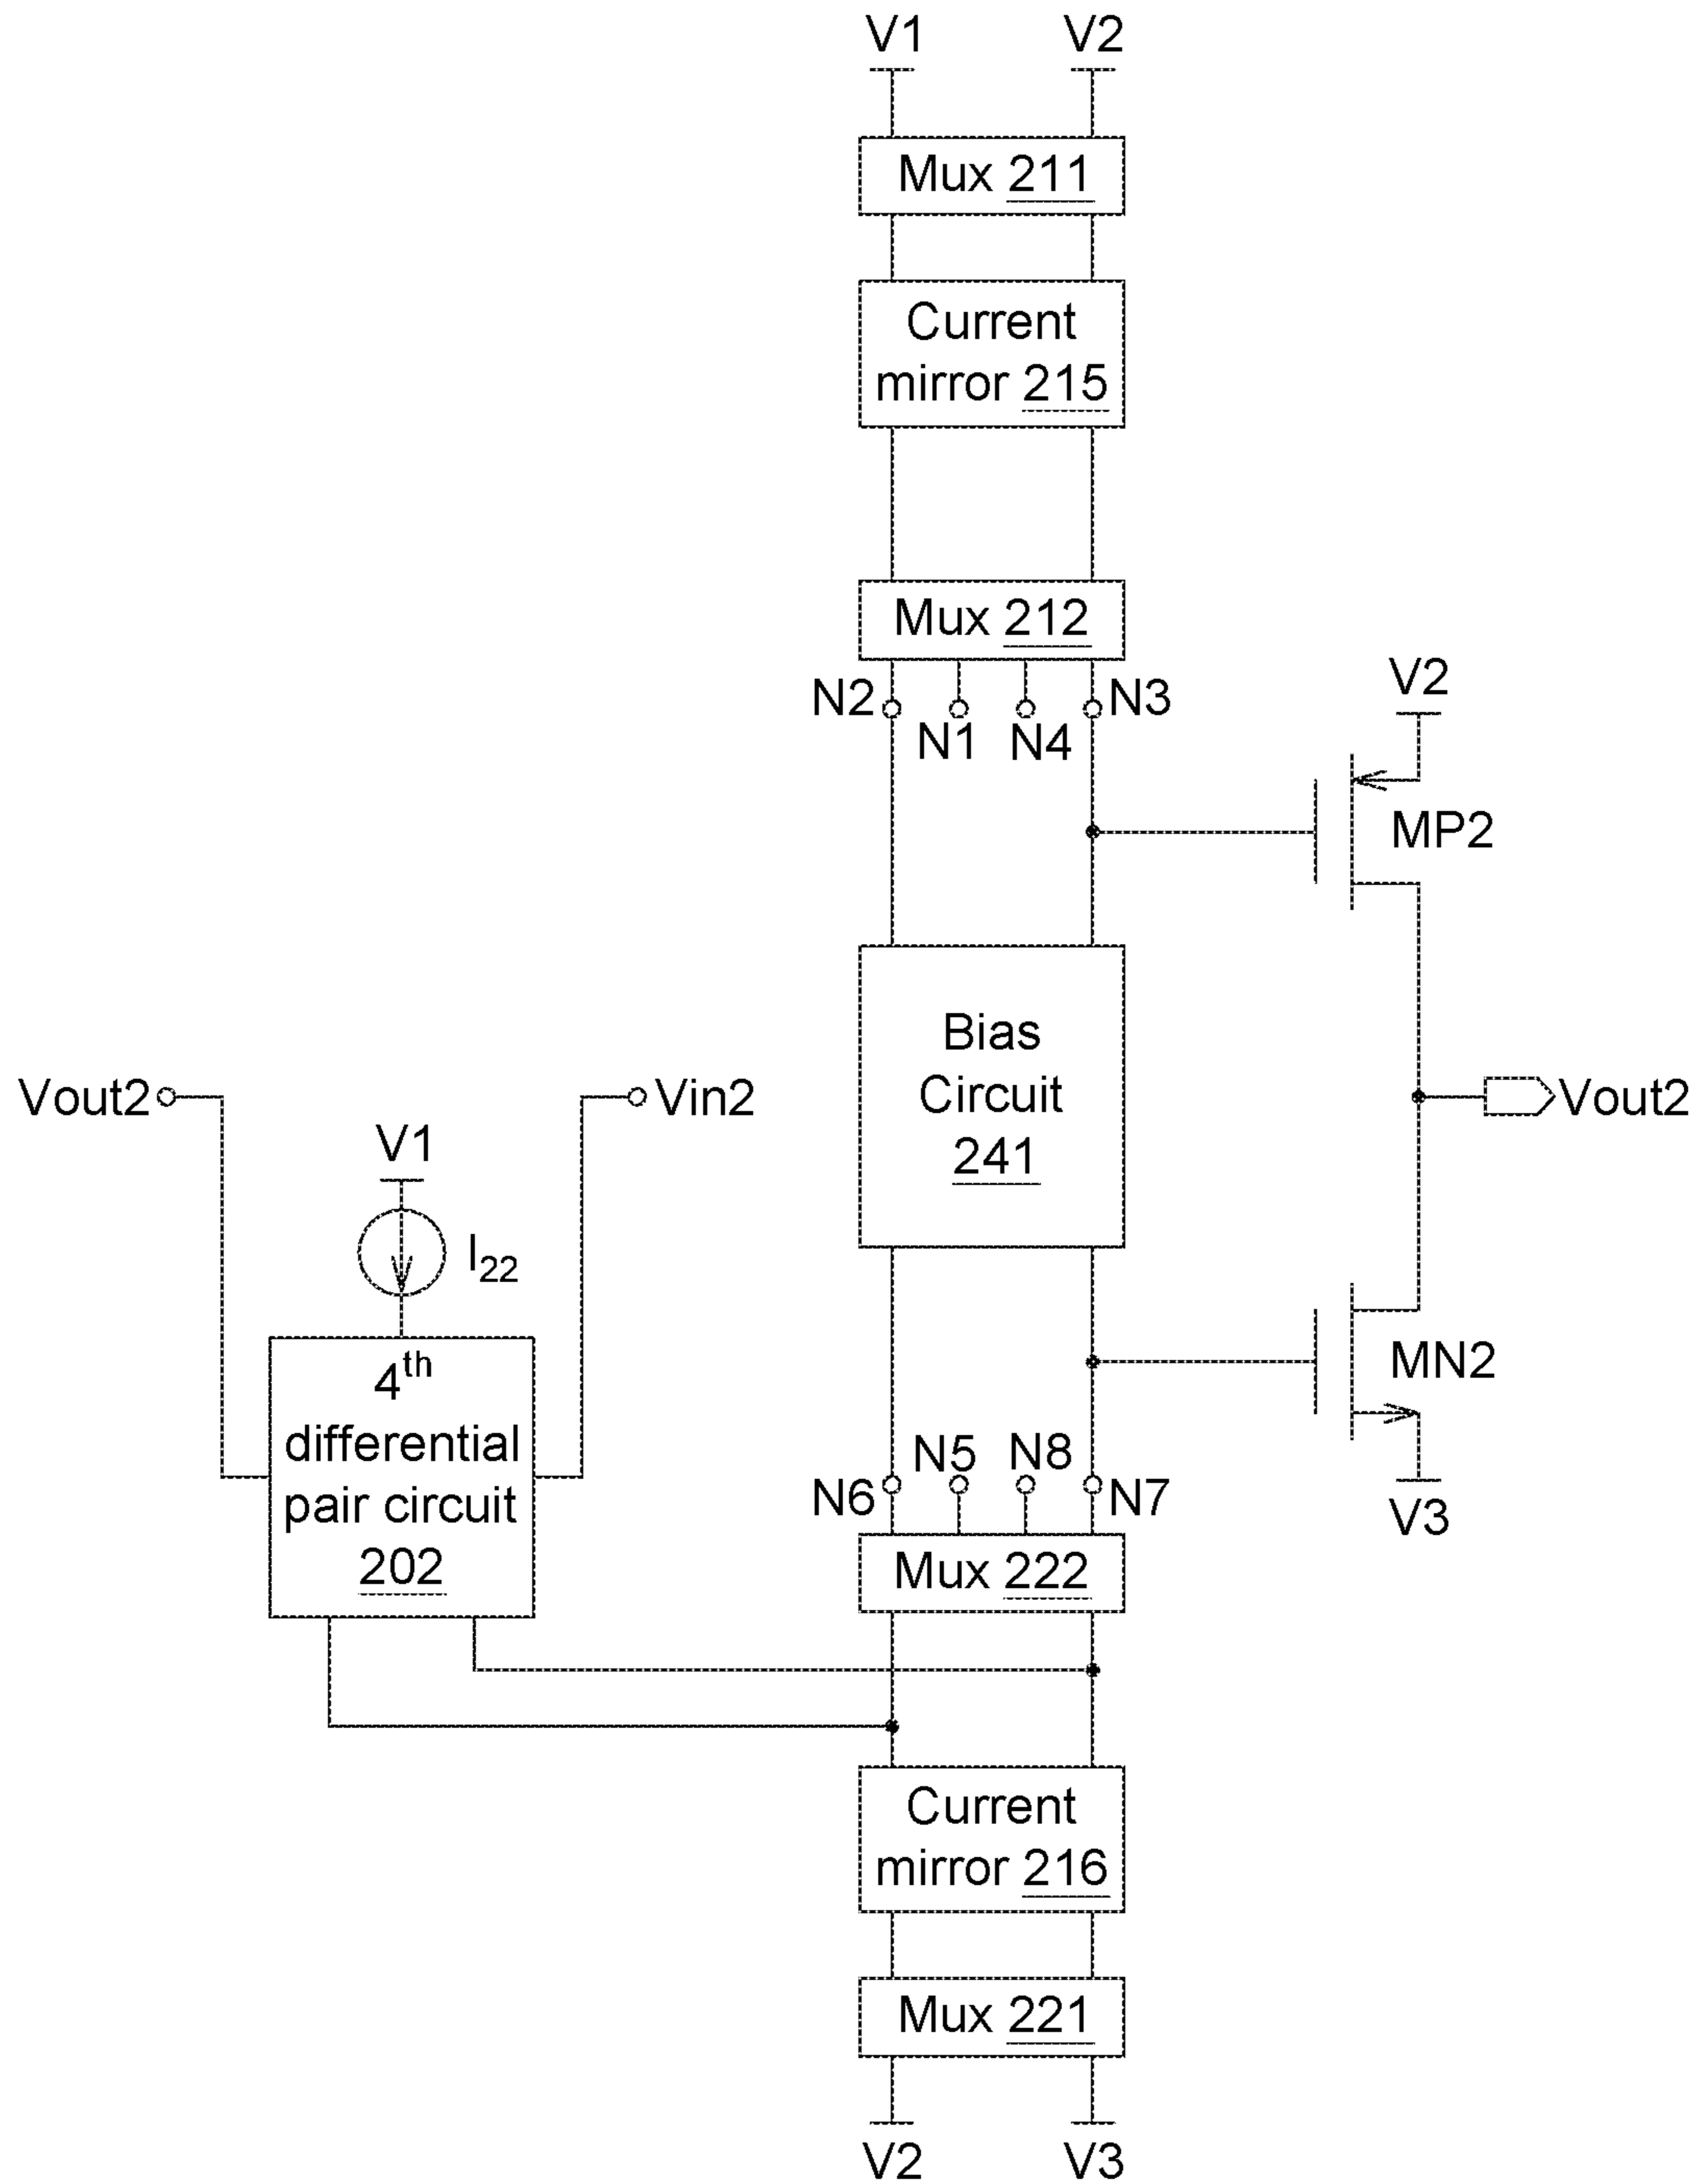 V1 V2
Mux 211
Current
mirror 215
Mux 212
N2 N3
N1 N4
V2
MP2
Bias
Circuit
241
Vout2 Vin2
Vout2
V1
I22
4th
differential
pair circuit
202
MN2
N5 N8
N6 N7
V3
Mux 222
Current
mirror 216
Mux 221
V2 V3